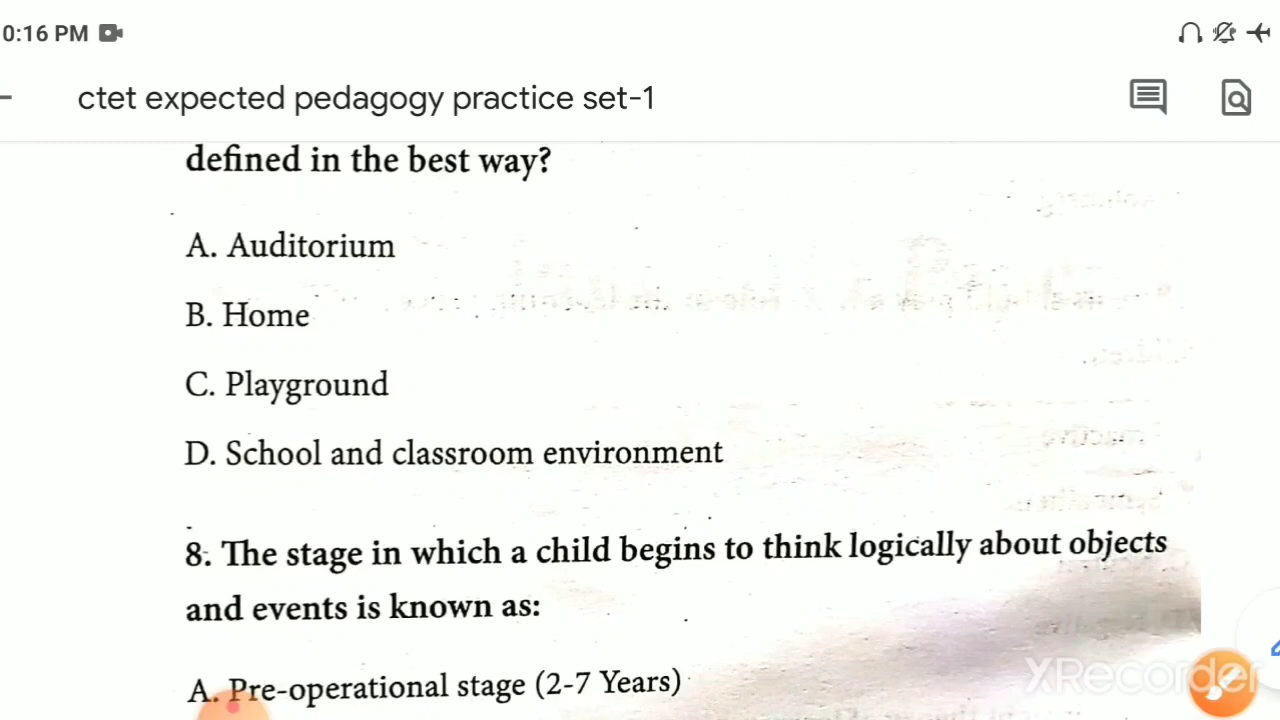 0:16 PM
ctet expected pedagogy practice set-1
defined in the best way?
A. Auditorium
B. Home
C. Playground
D. School and classroom environment
8. The stage in which a child begins to think logically about objects
and events is known as:
A. Pre-operational stage (2-7 Years)
XRecorder